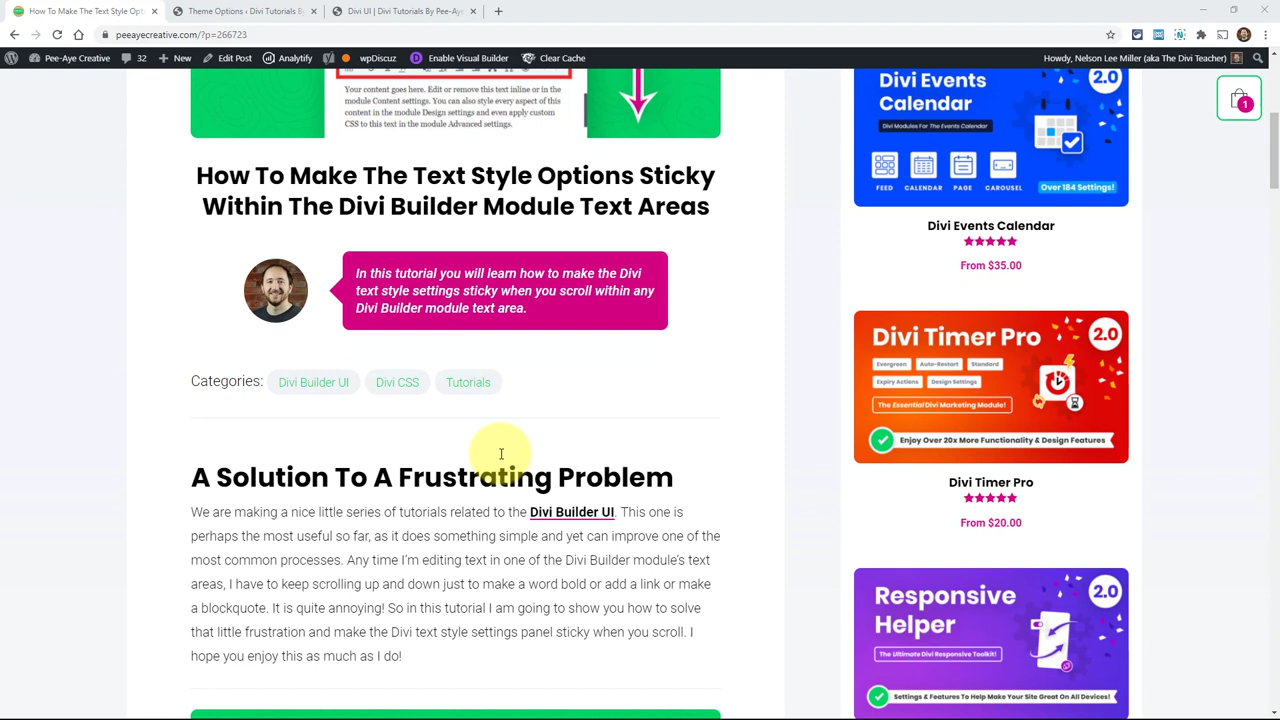 How To Make The Text Style Opti
Theme Options ‹ Divi Tutorials B
Divi UI | Divi Tutorials By Pee-Ay
peeayecreative.com/?p=266723
Pee-Aye Creative
32
New
Edit Post
Analytify
wpDiscuz
D
Enable Visual Builder
Clear Cache
Howdy, Nelson Lee Miller (aka The Divi Teacher)
1
Your content goes here. Edit or remove this text inline or in the
module Content settings. You can also style every aspect of this
content in the module Design settings and even apply custom
CSS to this text in the module Advanced settings.
How To Make The Text Style Options Sticky
Within The Divi Builder Module Text Areas
In this tutorial you will learn how to make the Divi
text style settings sticky when you scroll within any
Divi Builder module text area.
Categories: Divi Builder UI Divi CSS Tutorials
A Solution To A Frustrating Problem
We are making a nice little series of tutorials related to the Divi Builder UI. This one is
perhaps the most useful so far, as it does something simple and yet can improve one of the
most common processes. Any time I'm editing text in one of the Divi Builder module's text
areas, I have to keep scrolling up and down just to make a word bold or add a link or make
a blockquote. It is quite annoying! So in this tutorial I am going to show you how to solve
that little frustration and make the Divi text style settings panel sticky when you scroll. I
hope you enjoy this as much as I do!
Divi Events
Calendar
2.0
Divi Modules For The Events Calendar
FEED CALENDAR PAGE CAROUSEL
Over 184 Settings!
Divi Events Calendar
From $35.00
Divi Timer Pro
2.0
Evergreen Auto-Restart Standard
Expiry Actions Design Settings
The Essential Divi Marketing Module!
Enjoy Over 20x More Functionality & Design Features
Divi Timer Pro
From $20.00
Responsive
Helper
2.0
The Ultimate Divi Responsive Toolkit!
Settings & Features To Help Make Your Site Great On All Devices!